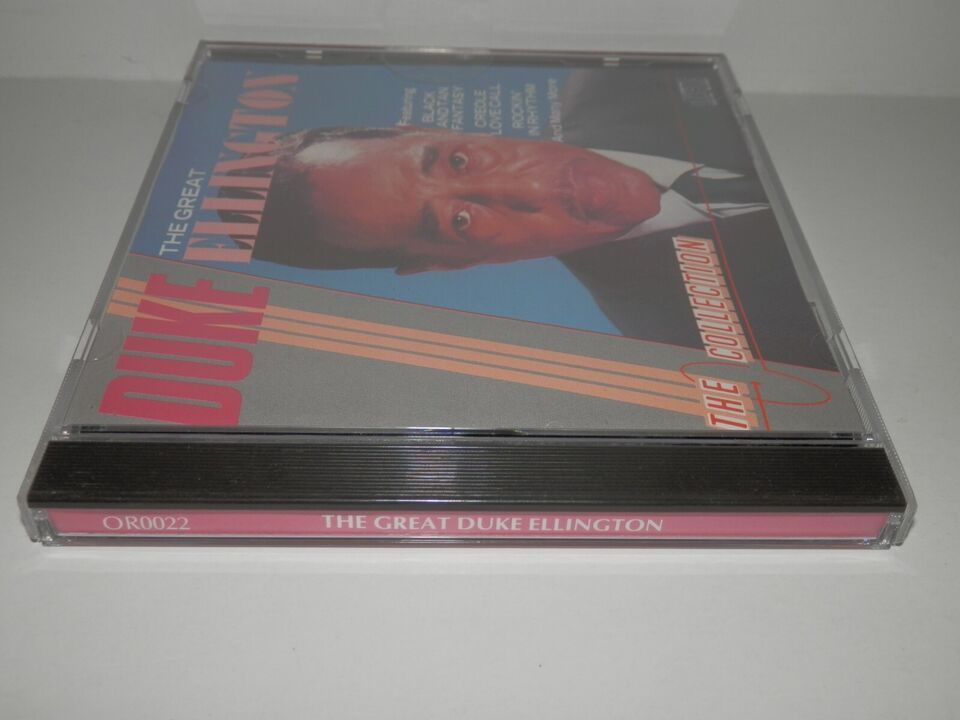 THE GREAT
DUKE
ELLINGTON
Featuring
BLACK
AND TAN
FANTASY
CREOLE
LOVE CALL
ROCKIN'
IN RHYTHM
And Many More
THE COLLECTION
OR0022
THE GREAT DUKE ELLINGTON